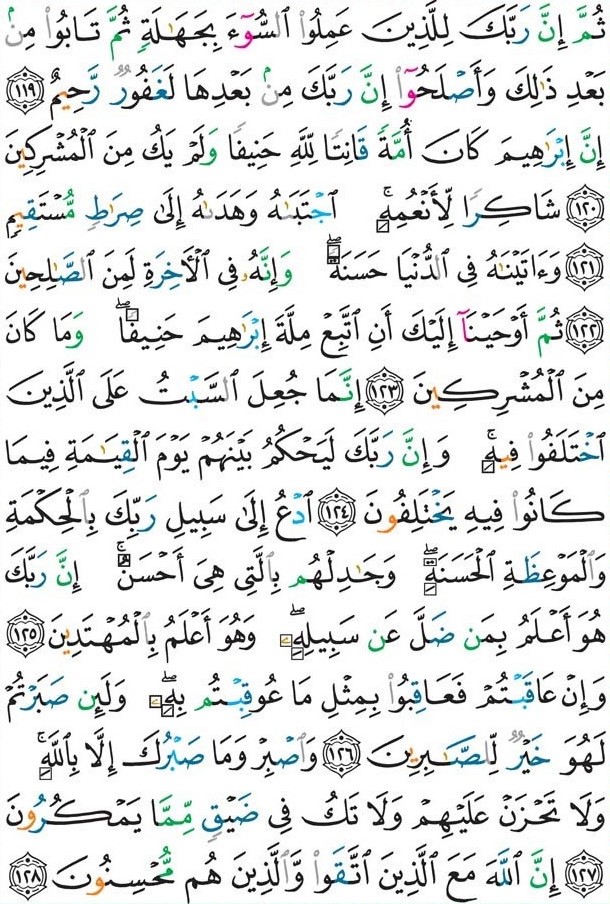 ثُمَّ إِنَّ رَبَّكَ لِلَّذِينَ عَمِلُوا۟ ٱلسُّوٓءَ بِجَهَٰلَةٍ ثُمَّ تَابُوا۟ مِنۢ
بَعْدِ ذَٰلِكَ وَأَصْلَحُوٓا۟ إِنَّ رَبَّكَ مِنۢ بَعْدِهَا لَغَفُورٌ رَّحِيمٌ ١١٩
إِنَّ إِبْرَٰهِيمَ كَانَ أُمَّةً قَانِتًا لِّلَّهِ حَنِيفًا وَلَمْ يَكُ مِنَ ٱلْمُشْرِكِينَ
١٢٠ شَاكِرًا لِّأَنْعُمِهِ ۚ ٱجْتَبَىٰهُ وَهَدَىٰهُ إِلَىٰ صِرَٰطٍ مُّسْتَقِيمٍ
١٢١ وَءَاتَيْنَٰهُ فِى ٱلدُّنْيَا حَسَنَةً ۖ وَإِنَّهُۥ فِى ٱلْءَاخِرَةِ لَمِنَ ٱلصَّٰلِحِينَ
١٢٢ ثُمَّ أَوْحَيْنَآ إِلَيْكَ أَنِ ٱتَّبِعْ مِلَّةَ إِبْرَٰهِيمَ حَنِيفًا ۖ وَمَا كَانَ
مِنَ ٱلْمُشْرِكِينَ ١٢٣ إِنَّمَا جُعِلَ ٱلسَّبْتُ عَلَى ٱلَّذِينَ
ٱخْتَلَفُوا۟ فِيهِ ۚ وَإِنَّ رَبَّكَ لَيَحْكُمُ بَيْنَهُمْ يَوْمَ ٱلْقِيَٰمَةِ فِيمَا
كَانُوا۟ فِيهِ يَخْتَلِفُونَ ١٢٤ ٱدْعُ إِلَىٰ سَبِيلِ رَبِّكَ بِٱلْحِكْمَةِ
وَٱلْمَوْعِظَةِ ٱلْحَسَنَةِ ۖ وَجَٰدِلْهُم بِٱلَّتِى هِىَ أَحْسَنُ ۚ إِنَّ رَبَّكَ
هُوَ أَعْلَمُ بِمَن ضَلَّ عَن سَبِيلِهِۦ ۖ وَهُوَ أَعْلَمُ بِٱلْمُهْتَدِينَ ١٢٥
وَإِنْ عَاقَبْتُمْ فَعَاقِبُوا۟ بِمِثْلِ مَا عُوقِبْتُم بِهِۦ ۖ وَلَئِن صَبَرْتُمْ
لَهُوَ خَيْرٌ لِّلصَّٰبِرِينَ ١٢٦ وَٱصْبِرْ وَمَا صَبْرُكَ إِلَّا بِٱللَّهِ ۚ
وَلَا تَحْزَنْ عَلَيْهِمْ وَلَا تَكُ فِى ضَيْقٍ مِّمَّا يَمْكُرُونَ
١٢٧ إِنَّ ٱللَّهَ مَعَ ٱلَّذِينَ ٱتَّقَوا۟ وَّٱلَّذِينَ هُم مُّحْسِنُونَ ١٢٨